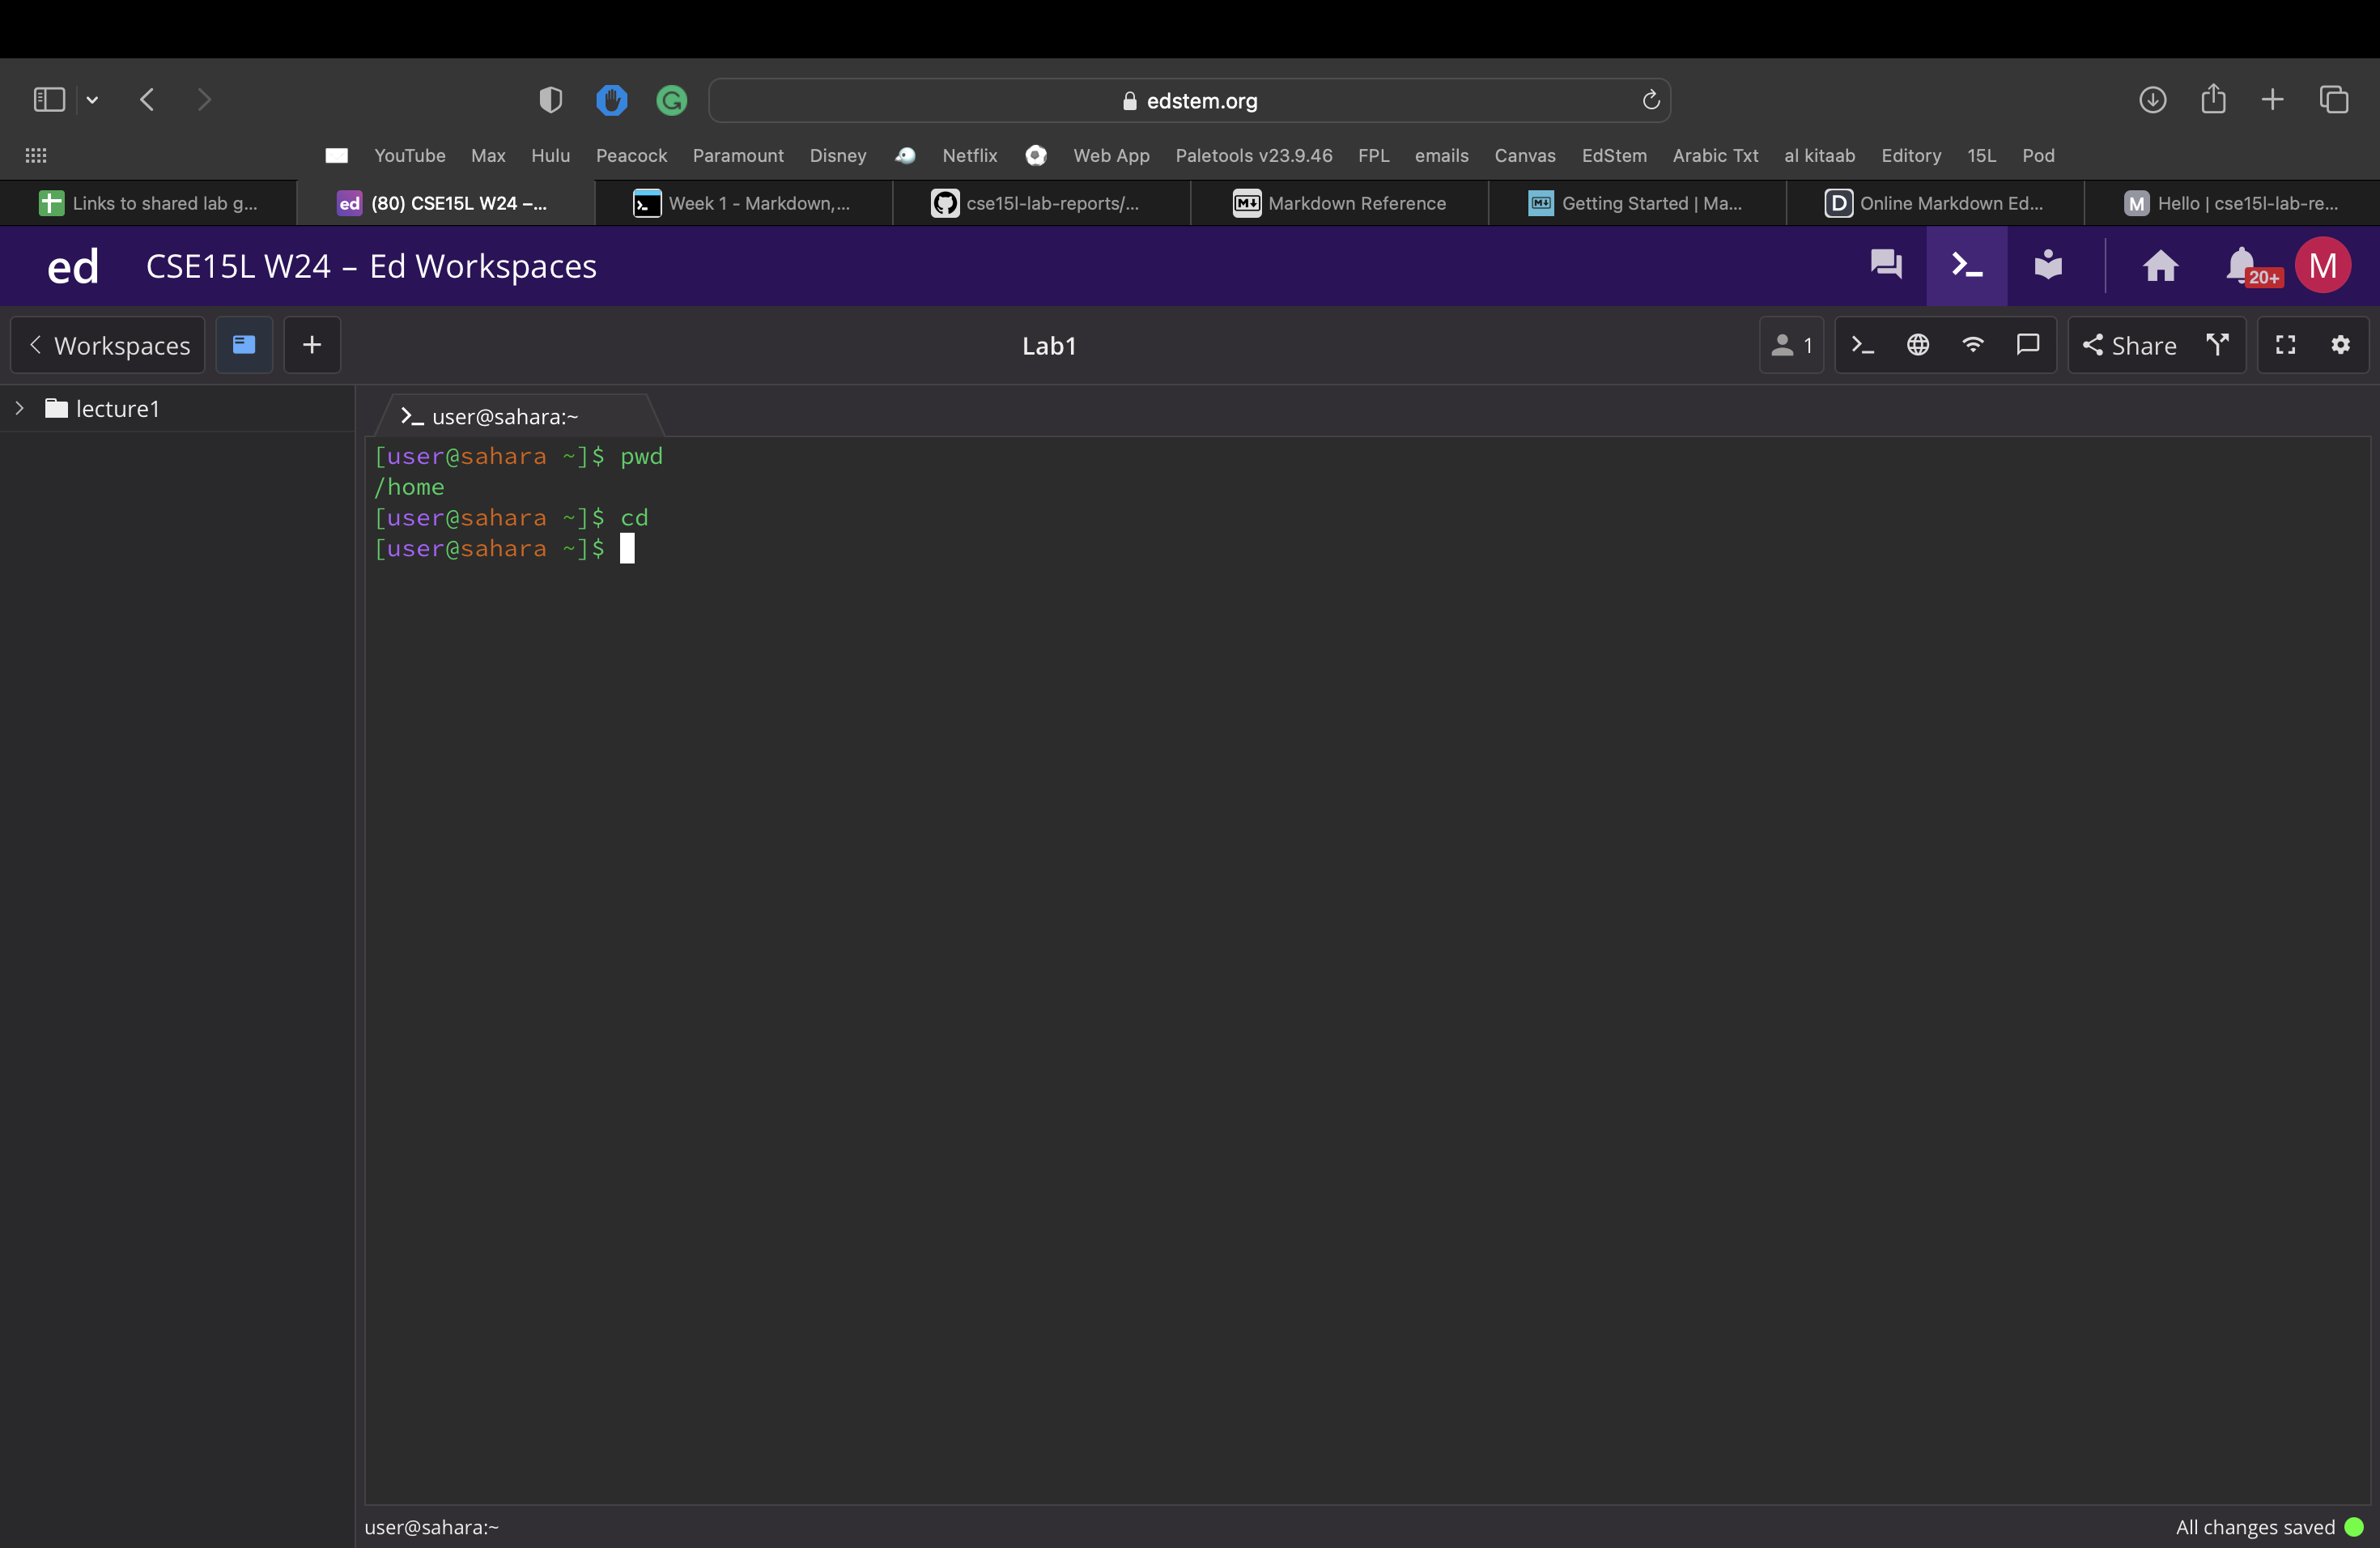 edstem.org
YouTube Max Hulu Peacock Paramount Disney Netflix Web App Paletools v23.9.46 FPL emails Canvas EdStem Arabic Txt al kitaab Editory 15L Pod
Links to shared lab g...
ed (80) CSE15L W24 –...
Week 1 - Markdown,...
cse15l-lab-reports/...
Markdown Reference
Getting Started | Ma...
D Online Markdown Ed...
M Hello | cse15l-lab-re...
ed CSE15L W24 – Ed Workspaces 20+ M
Workspaces Lab1 1 Share
lecture1
user@sahara:~
[user@sahara ~]$ pwd
/home
[user@sahara ~]$ cd
[user@sahara ~]$
user@sahara:~ All changes saved